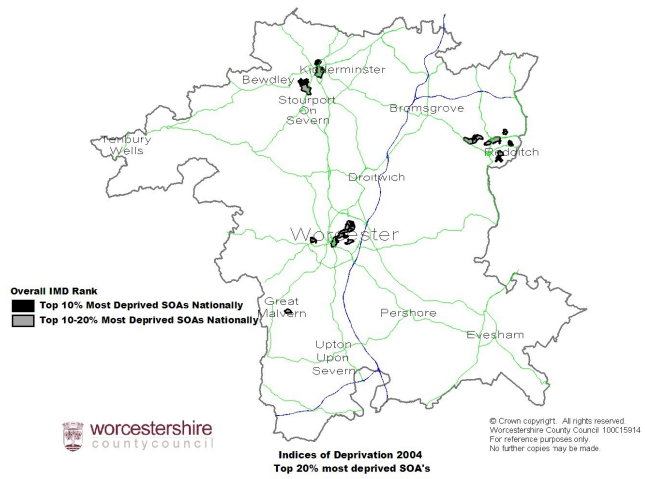 Kidderminster
Bewdley
Stourport
On
Severn
Bromsgrove
Tenbury
Wells
Redditch
Droitwich
Worcester
Overall IMD Rank
Top 10% Most Deprived SOAs Nationally
Top 10-20% Most Deprived SOAs Nationally
Great
Malvern
Pershore
Evesham
Upton
Upon
Severn
worcestershire
countycouncil
© Crown copyright. All rights reserved.
Worcestershire County Council 100015914
For reference purposes only.
No further copies may be made.
Indices of Deprivation 2004
Top 20% most deprived SOA's